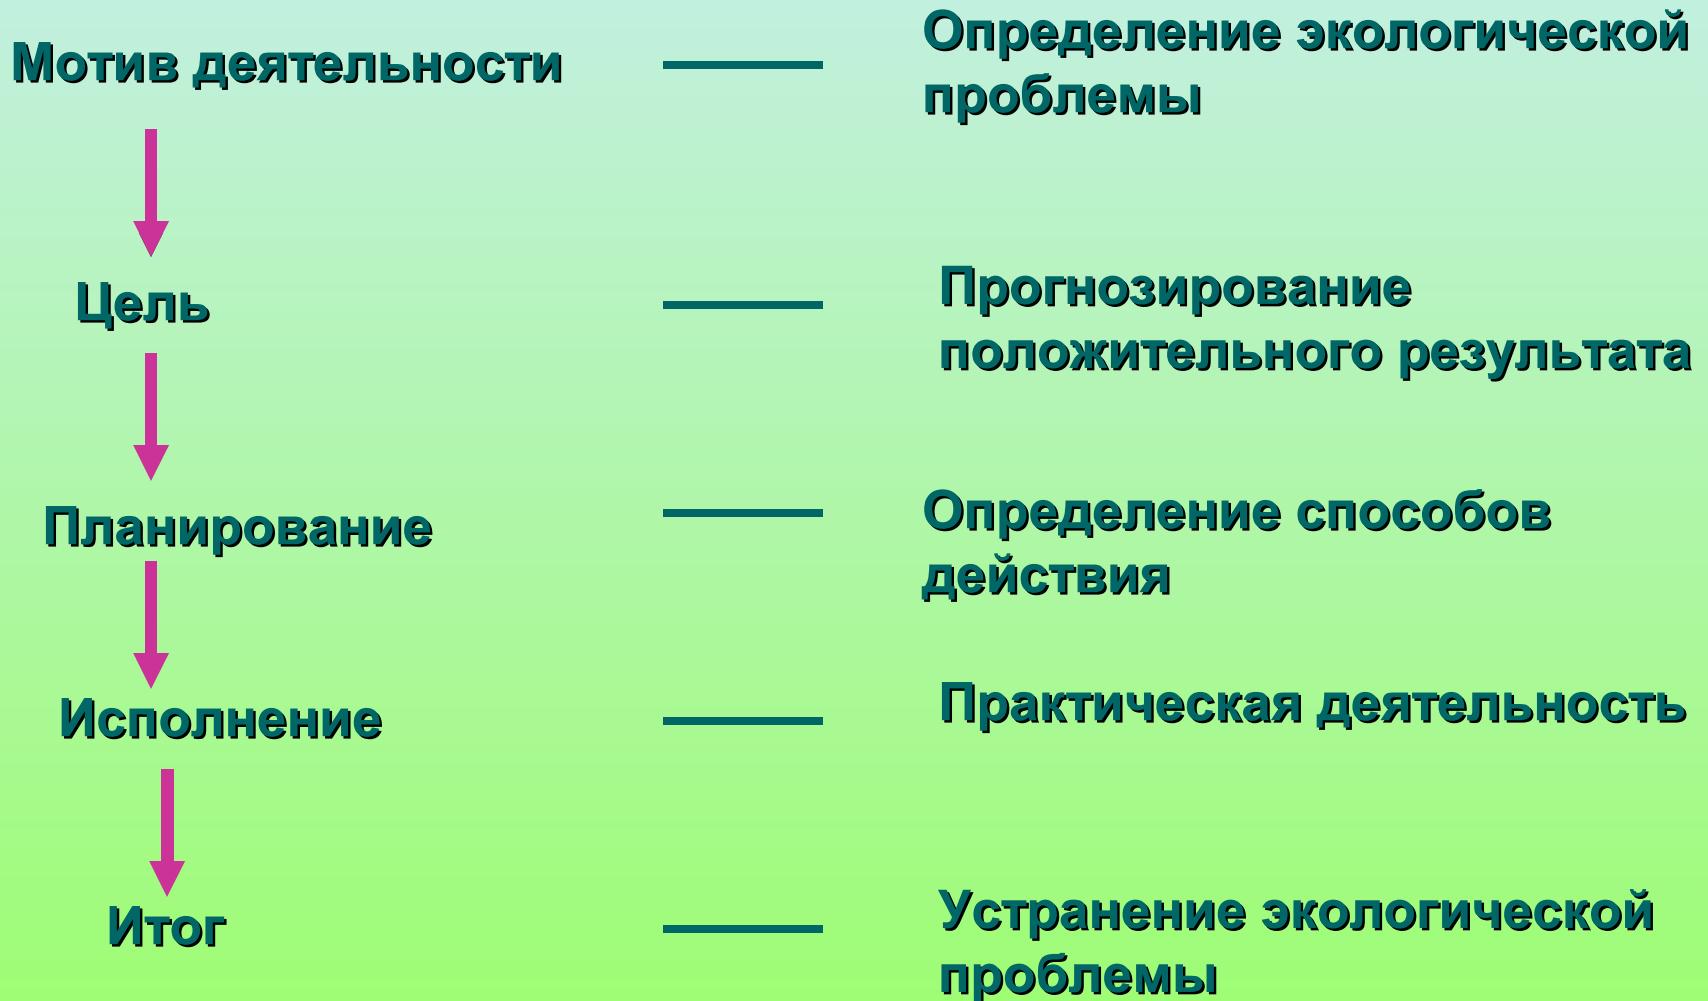 Мотив деятельности
Определение экологической
проблемы
Цель
Прогнозирование
положительного результата
Планирование
Определение способов
действия
Исполнение
Практическая деятельность
Итог
Устранение экологической
проблемы